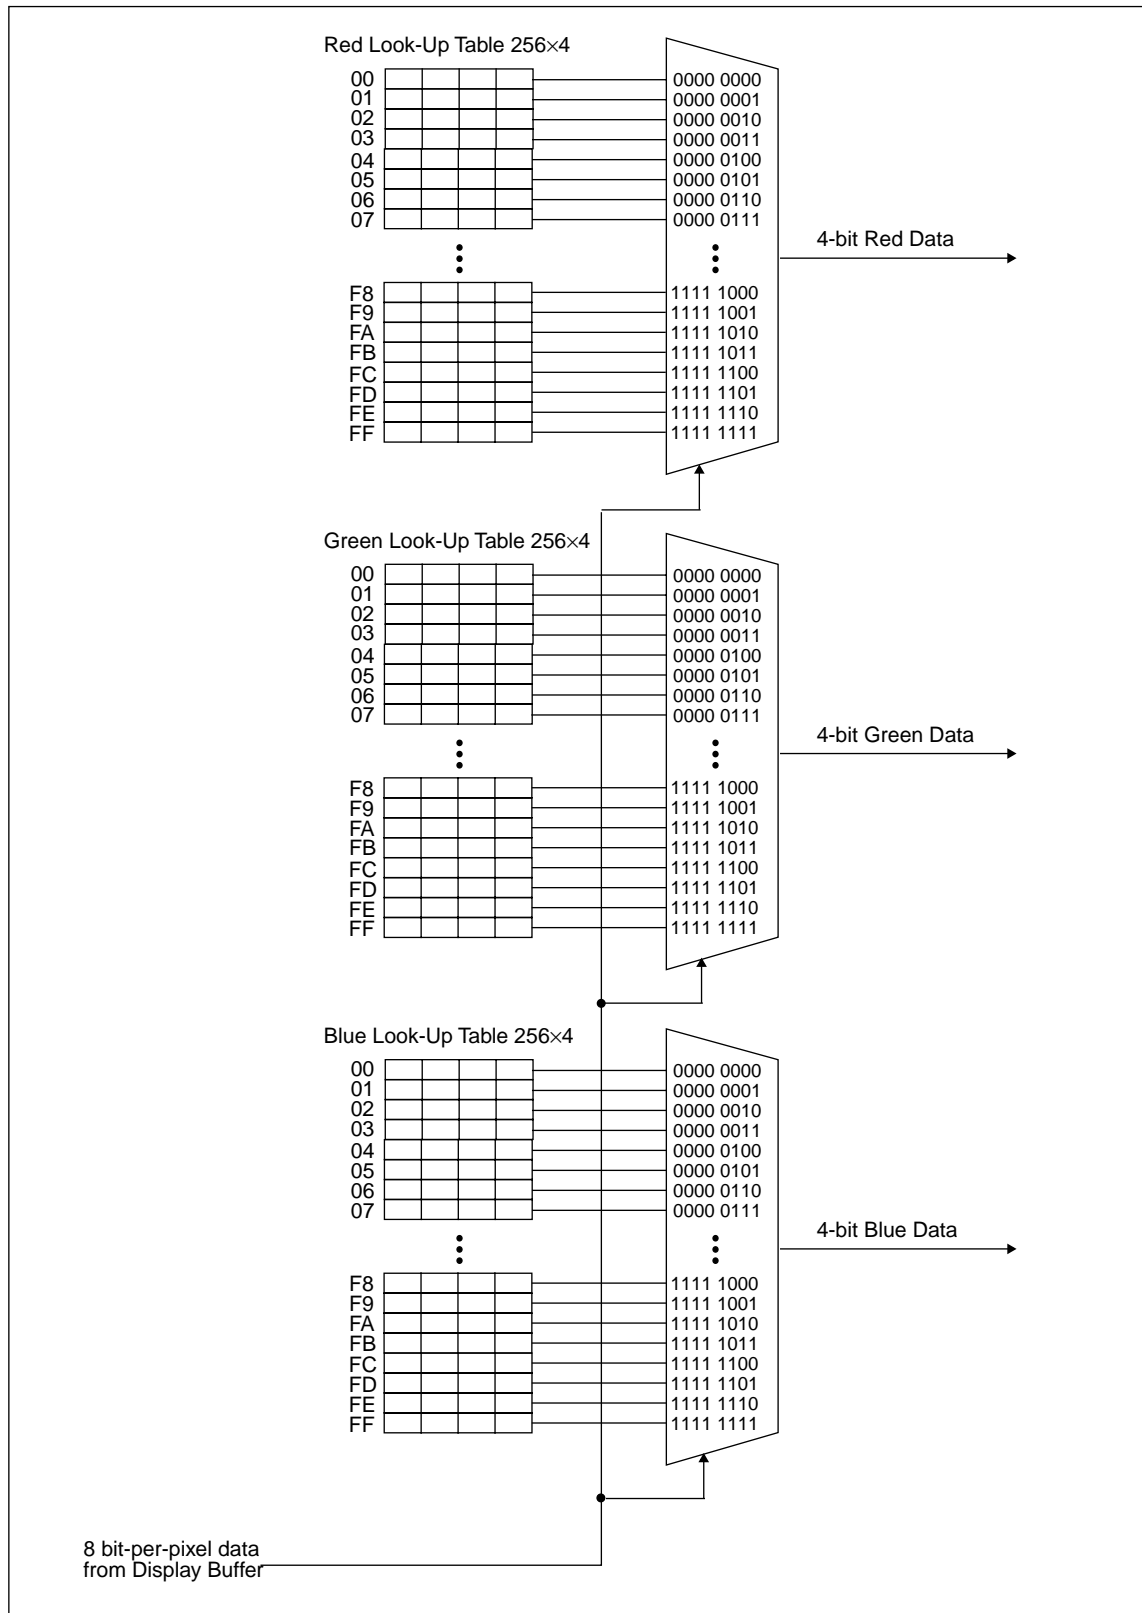 Red Look-Up Table 256×4
00 0000 0000
01 0000 0001
02 0000 0010
03 0000 0011
04 0000 0100
05 0000 0101
06 0000 0110
07 0000 0111
4-bit Red Data
F8 1111 1000
F9 1111 1001
FA 1111 1010
FB 1111 1011
FC 1111 1100
FD 1111 1101
FE 1111 1110
FF 1111 1111
Green Look-Up Table 256×4
00 0000 0000
01 0000 0001
02 0000 0010
03 0000 0011
04 0000 0100
05 0000 0101
06 0000 0110
07 0000 0111
4-bit Green Data
F8 1111 1000
F9 1111 1001
FA 1111 1010
FB 1111 1011
FC 1111 1100
FD 1111 1101
FE 1111 1110
FF 1111 1111
Blue Look-Up Table 256×4
00 0000 0000
01 0000 0001
02 0000 0010
03 0000 0011
04 0000 0100
05 0000 0101
06 0000 0110
07 0000 0111
4-bit Blue Data
F8 1111 1000
F9 1111 1001
FA 1111 1010
FB 1111 1011
FC 1111 1100
FD 1111 1101
FE 1111 1110
FF 1111 1111
8 bit-per-pixel data
from Display Buffer